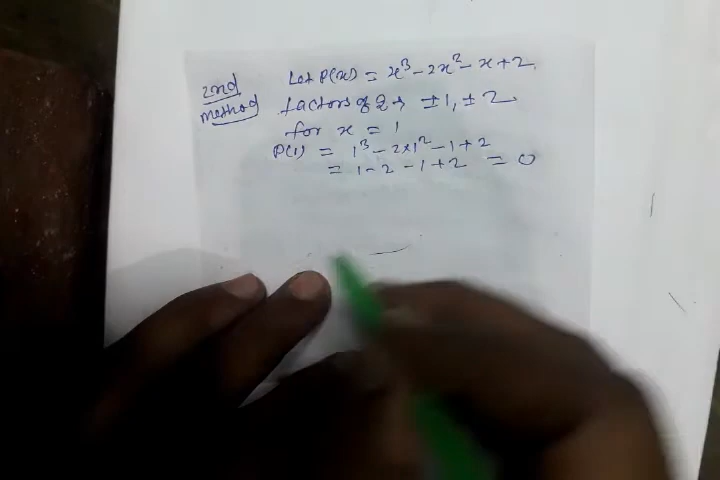 2nd method
Let P(x) = x³ - 2x² - x + 2.
factors of 2 → ±1, ±2
for x = 1
P(1) = 1³ - 2×1² - 1 + 2
= 1 - 2 - 1 + 2 = 0